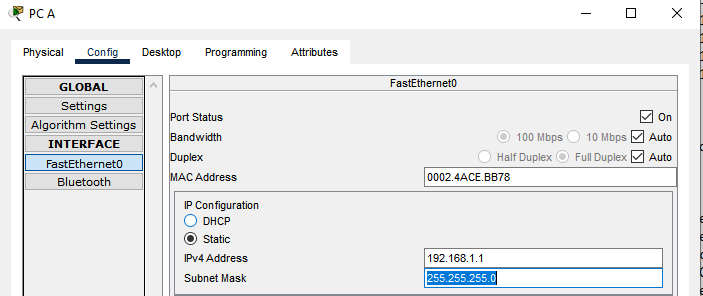 PC A
Physical Config Desktop Programming Attributes
GLOBAL
Settings
Algorithm Settings
INTERFACE
FastEthernet0
Bluetooth
FastEthernet0
Port Status On
Bandwidth 100 Mbps 10 Mbps Auto
Duplex Half Duplex Full Duplex Auto
MAC Address 0002.4ACE.BB78
IP Configuration
DHCP
Static
IPv4 Address 192.168.1.1
Subnet Mask 255.255.255.0